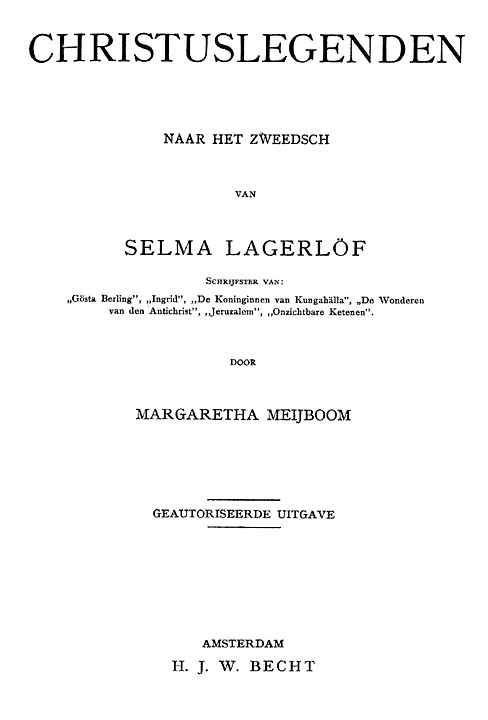 CHRISTUSLEGENDEN
NAAR HET ZWEEDSCH
VAN
SELMA LAGERLÖF
SCHRIJFSTER VAN:
„Gösta Berling”, „Ingrid”, „De Koninginnen van Kungahälla”, „De Wonderen
van den Antichrist”, „Jeruzalem”, „Onzichtbare Ketenen”.
DOOR
MARGARETHA MEIJBOOM
GEAUTORISEERDE UITGAVE
AMSTERDAM
H. J. W. BECHT